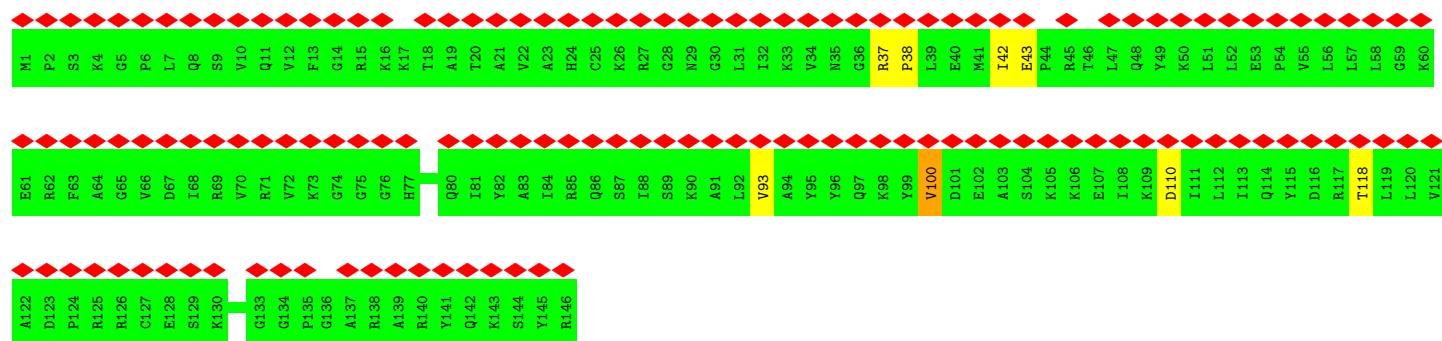 M1 P2 S3 K4 G5 P6 L7 Q8 S9 V10 Q11 V12 F13 G14 R15 K16 K17 T18 A19 T20 A21 V22 A23 H24 C25 K26 R27 G28 N29 G30 L31 I32 K33 V34 N35 G36 R37 P38 L39 E40 M41 I42 E43 P44 R45 T46 L47 Q48 Y49 K50 L51 L52 E53 P54 V55 L56 L57 L58 G59 K60
E61 R62 F63 A64 G65 V66 D67 I68 R69 V70 R71 V72 K73 G74 G75 G76 H77 Q80 I81 Y82 A83 I84 R85 Q86 S87 I88 S89 K90 A91 L92 V93 A94 Y95 Y96 Q97 K98 Y99 V100 D101 E102 A103 S104 K105 K106 E107 I108 K109 D110 I111 L112 I113 Q114 Y115 D116 R117 T118 L119 L120 V121
A122 D123 P124 R125 R126 C127 E128 S129 K130 G133 G134 P135 G136 A137 R138 A139 R140 Y141 Q142 K143 S144 Y145 R146